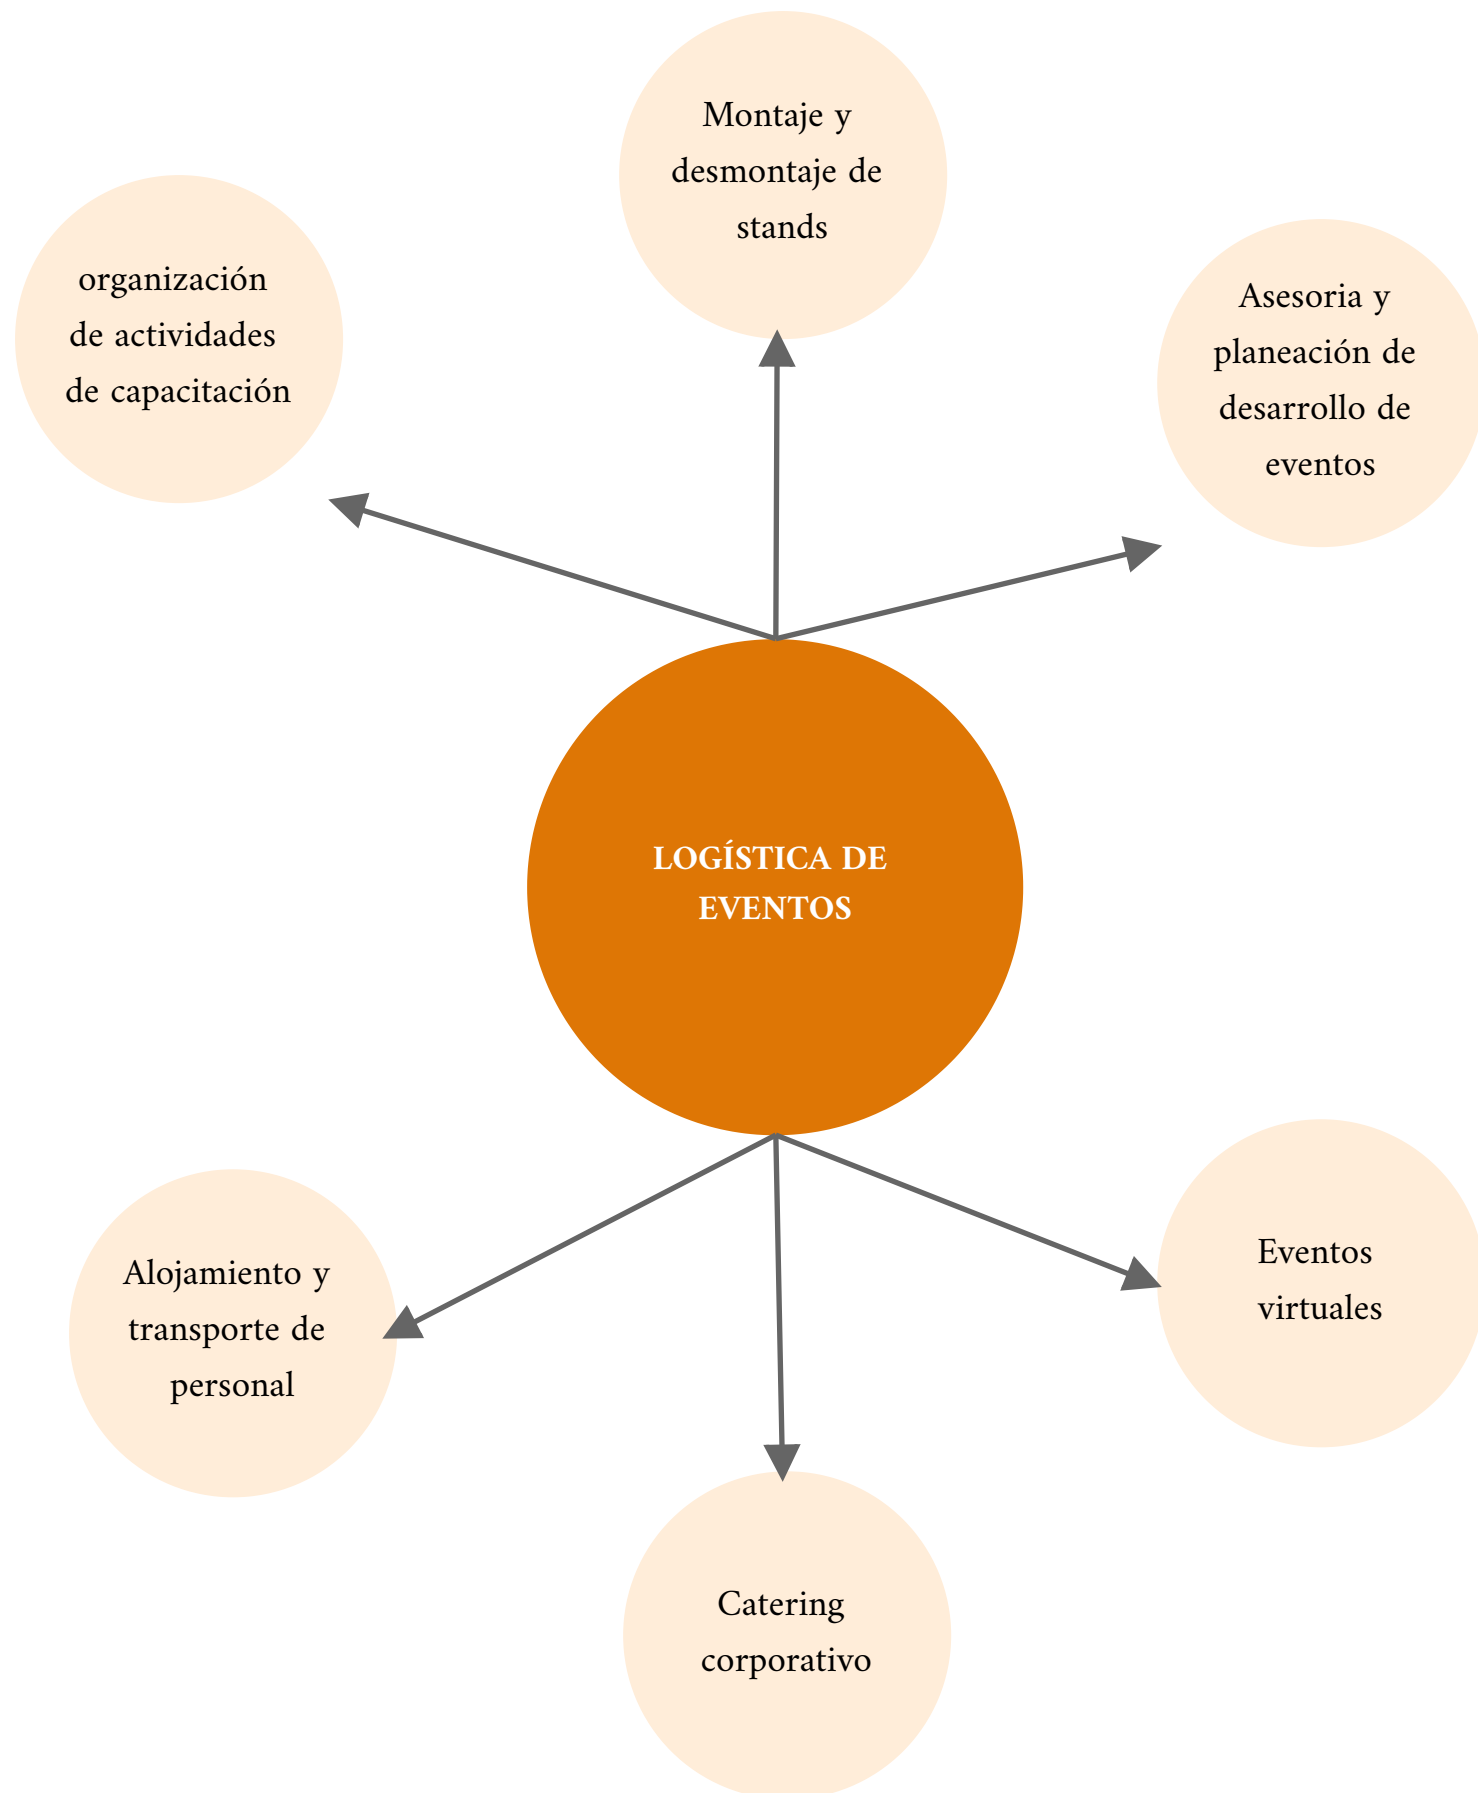 Montaje y
desmontaje de
stands
organización
de actividades
de capacitación
Asesoria y
planeación de
desarrollo de
eventos
LOGÍSTICA DE
EVENTOS
Alojamiento y
transporte de
personal
Eventos
virtuales
Catering
corporativo